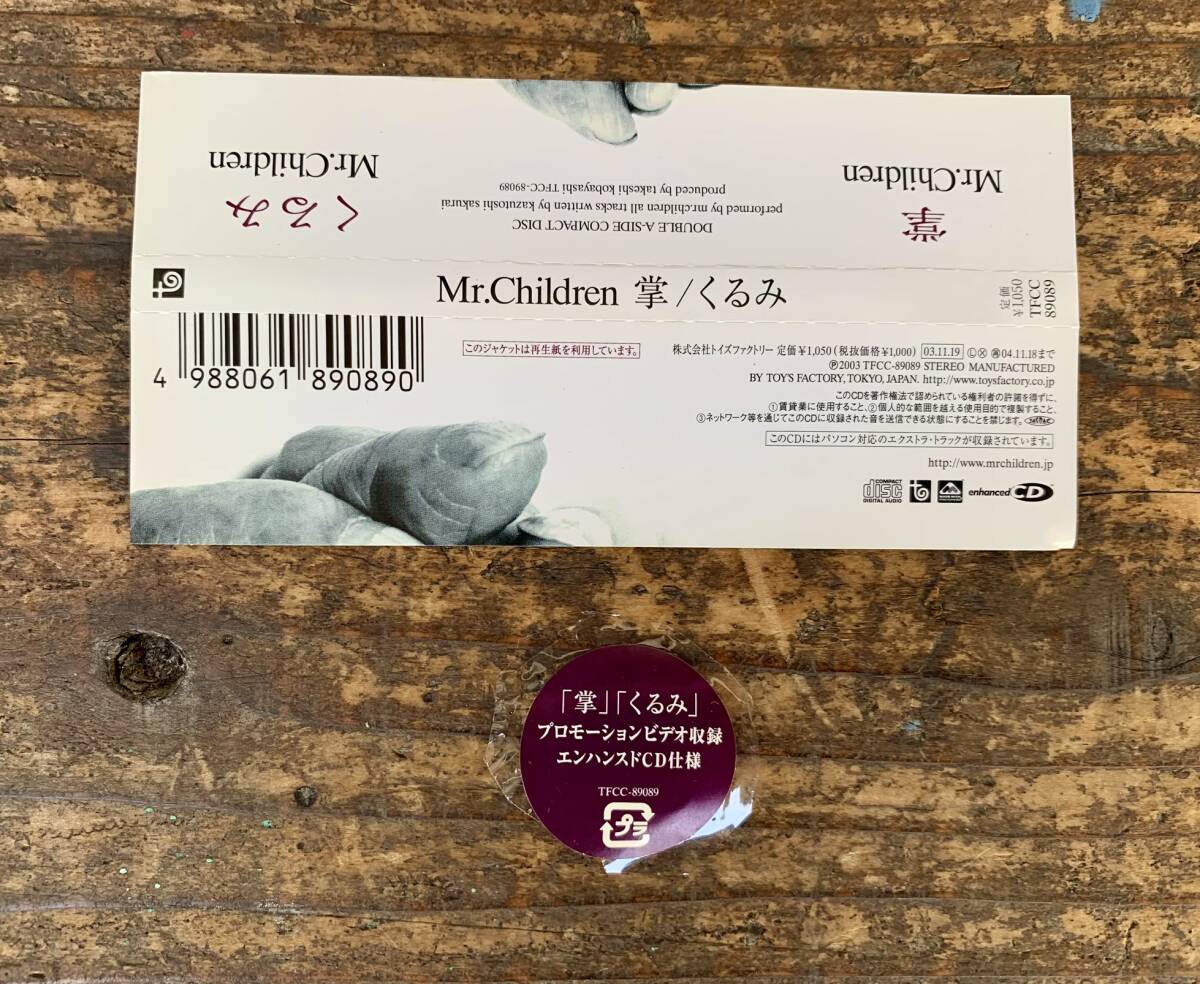 掌
Mr.Children
DOUBLE A-SIDE COMPACT DISC
performed by mr.children all tracks written by kazutoshi sakurai
produced by takeshi kobayashi TFCC-89089
くるみ
Mr.Children
Mr.Children 掌/くるみ
定価
¥1,050
TFCC
89089
4 988061 890890
このジャケットは再生紙を利用しています。
株式会社トイズファクトリー 定価¥1,050(税抜価格¥1,000) 03.11.19 Ⓛ Ⓧ ㊢04.11.18まで
Ⓟ2003 TFCC-89089 STEREO MANUFACTURED
BY TOY'S FACTORY, TOKYO, JAPAN. http://www.toysfactory.co.jp
このCDを著作権法で認められている権利者の許諾を得ずに、
①賃貸業に使用すること、②個人的な範囲を越える使用目的で複製すること、
③ネットワーク等を通じてこのCDに収録された音を送信できる状態にすることを禁じます。
このCDにはパソコン対応のエクストラ・トラックが収録されています。
http://www.mrchildren.jp
COMPACT disc DIGITAL AUDIO
enhanced CD
「掌」「くるみ」
プロモーションビデオ収録
エンハンスドCD仕様
TFCC-89089
プラ